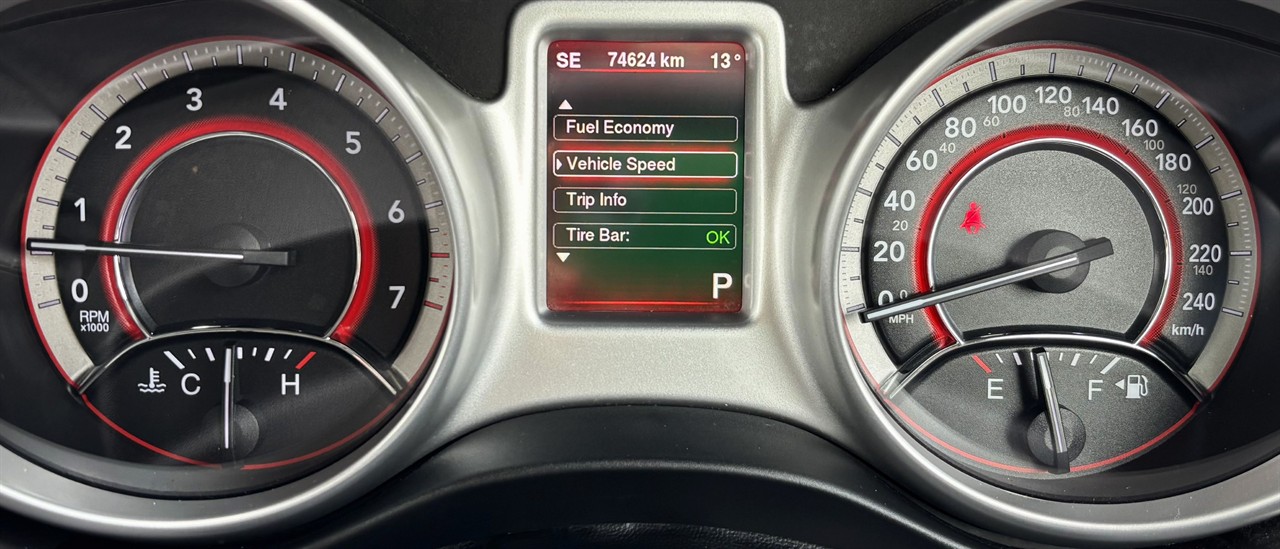 SE 74624 km 13°
Fuel Economy
Vehicle Speed
Trip Info
Tire Bar: OK
P
0 1 2 3 4 5 6 7
RPM
x1000
C H
0 20 40 60 80 100 120 140 160 180 200 220 240
km/h
0 20 40 60 80 100 120 140
MPH
E F